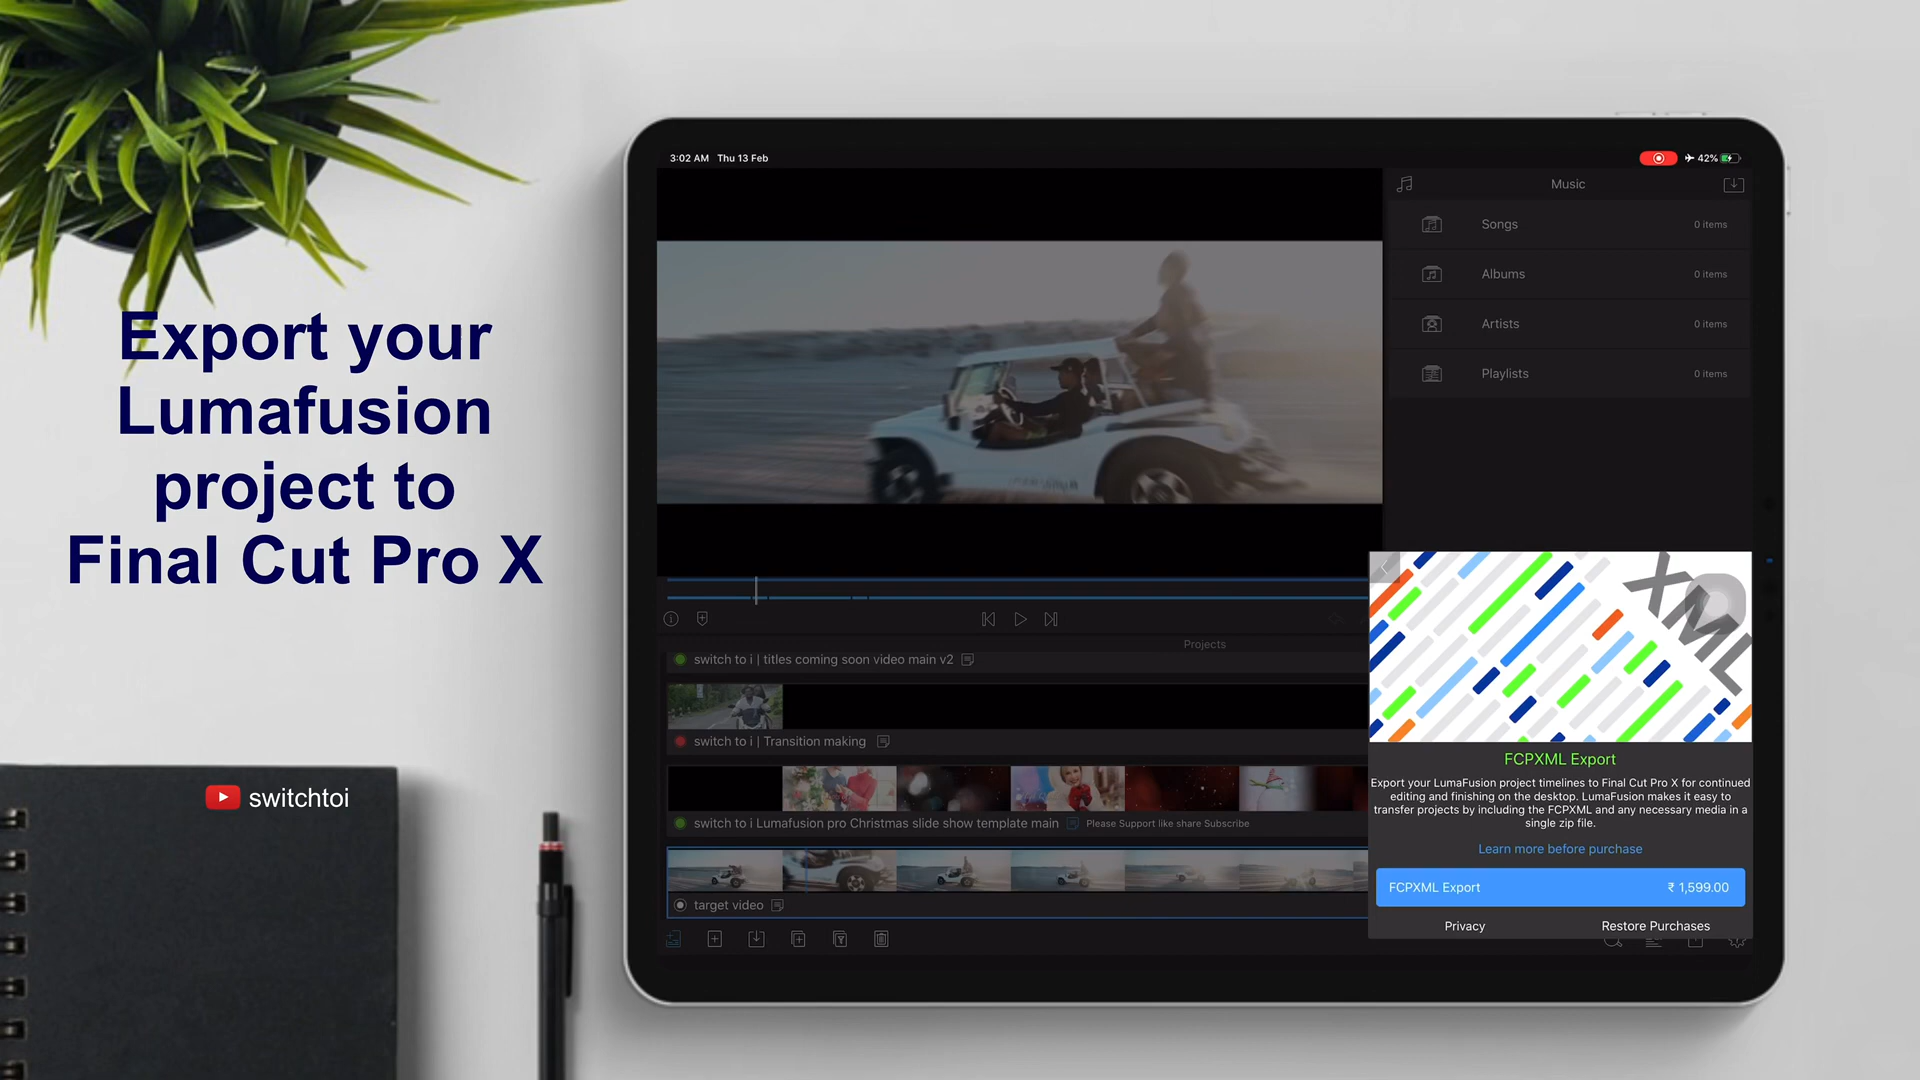 Export your
Lumafusion
project to
Final Cut Pro X
switchtoi
3:02 AM Thu 13 Feb
42%
Music
Songs 0 items
Albums 0 items
Artists 0 items
Playlists 0 items
Projects
switch to i | titles coming soon video main v2
switch to i | Transition making
switch to i Lumafusion pro Christmas slide show template main Please Support like share Subscribe
target video
XML
FCPXML Export
Export your LumaFusion project timelines to Final Cut Pro X for continued
editing and finishing on the desktop. LumaFusion makes it easy to
transfer projects by including the FCPXML and any necessary media in a
single zip file.
Learn more before purchase
FCPXML Export ₹ 1,599.00
Privacy Restore Purchases